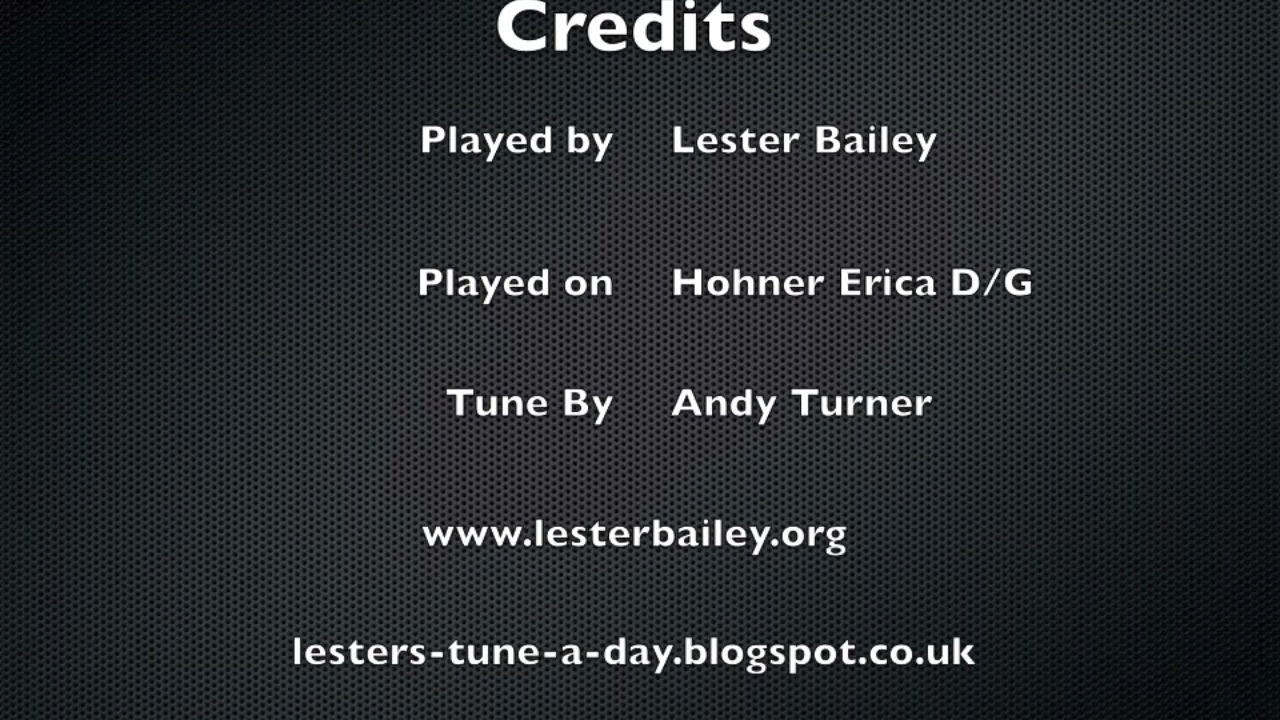 Credits
Played by Lester Bailey
Played on Hohner Erica D/G
Tune By Andy Turner
www.lesterbailey.org
lesters-tune-a-day.blogspot.co.uk